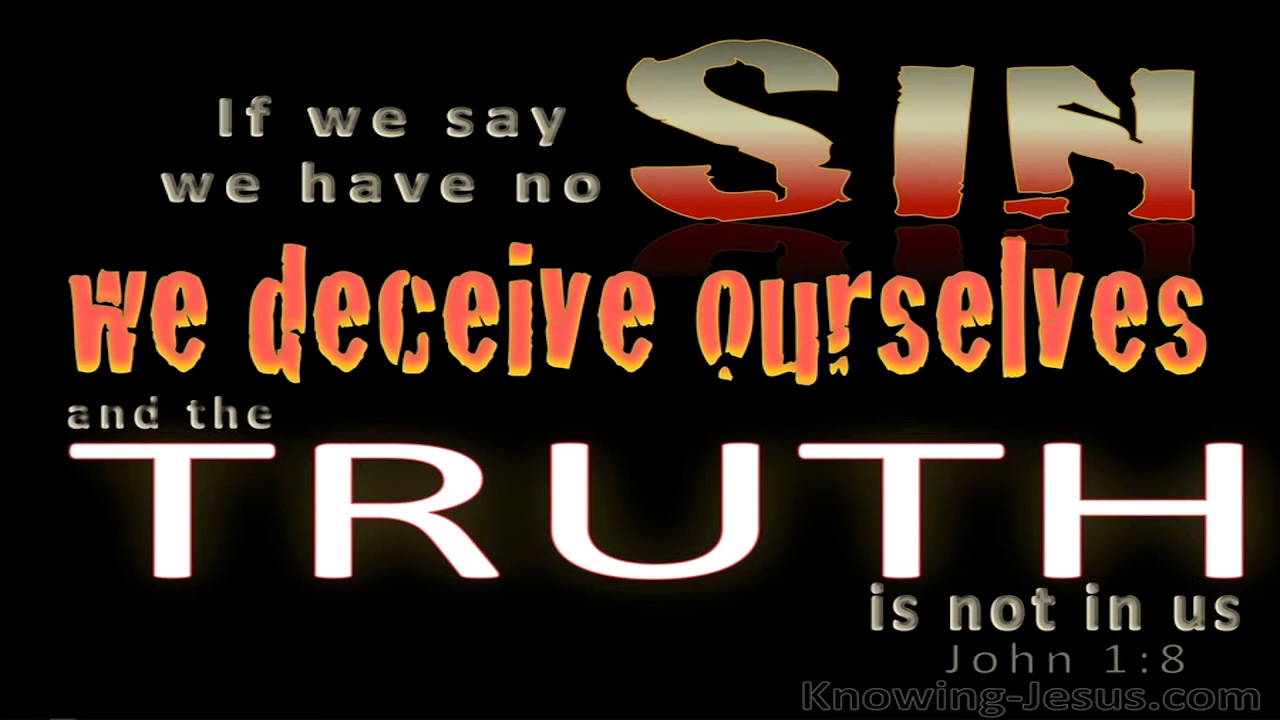 If we say
we have no SIN
we deceive ourselves
and the
TRUTH
is not in us
John 1:8
Knowing-Jesus.com